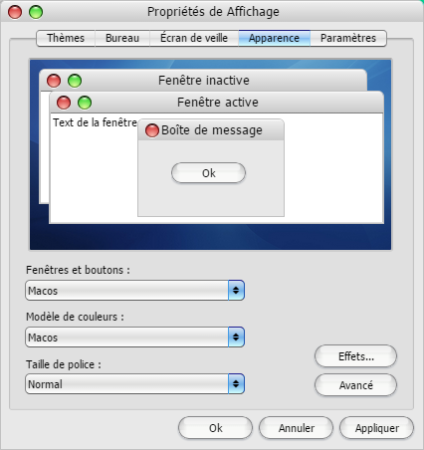 Propriétés de Affichage
Thèmes Bureau Écran de veille Apparence Paramètres
Fenêtre inactive
Fenêtre active
Text de la fenêtre
Boîte de message
Ok
Fenêtres et boutons :
Macos
Modèle de couleurs :
Macos
Effets...
Taille de police :
Normal
Avancé
Ok Annuler Appliquer